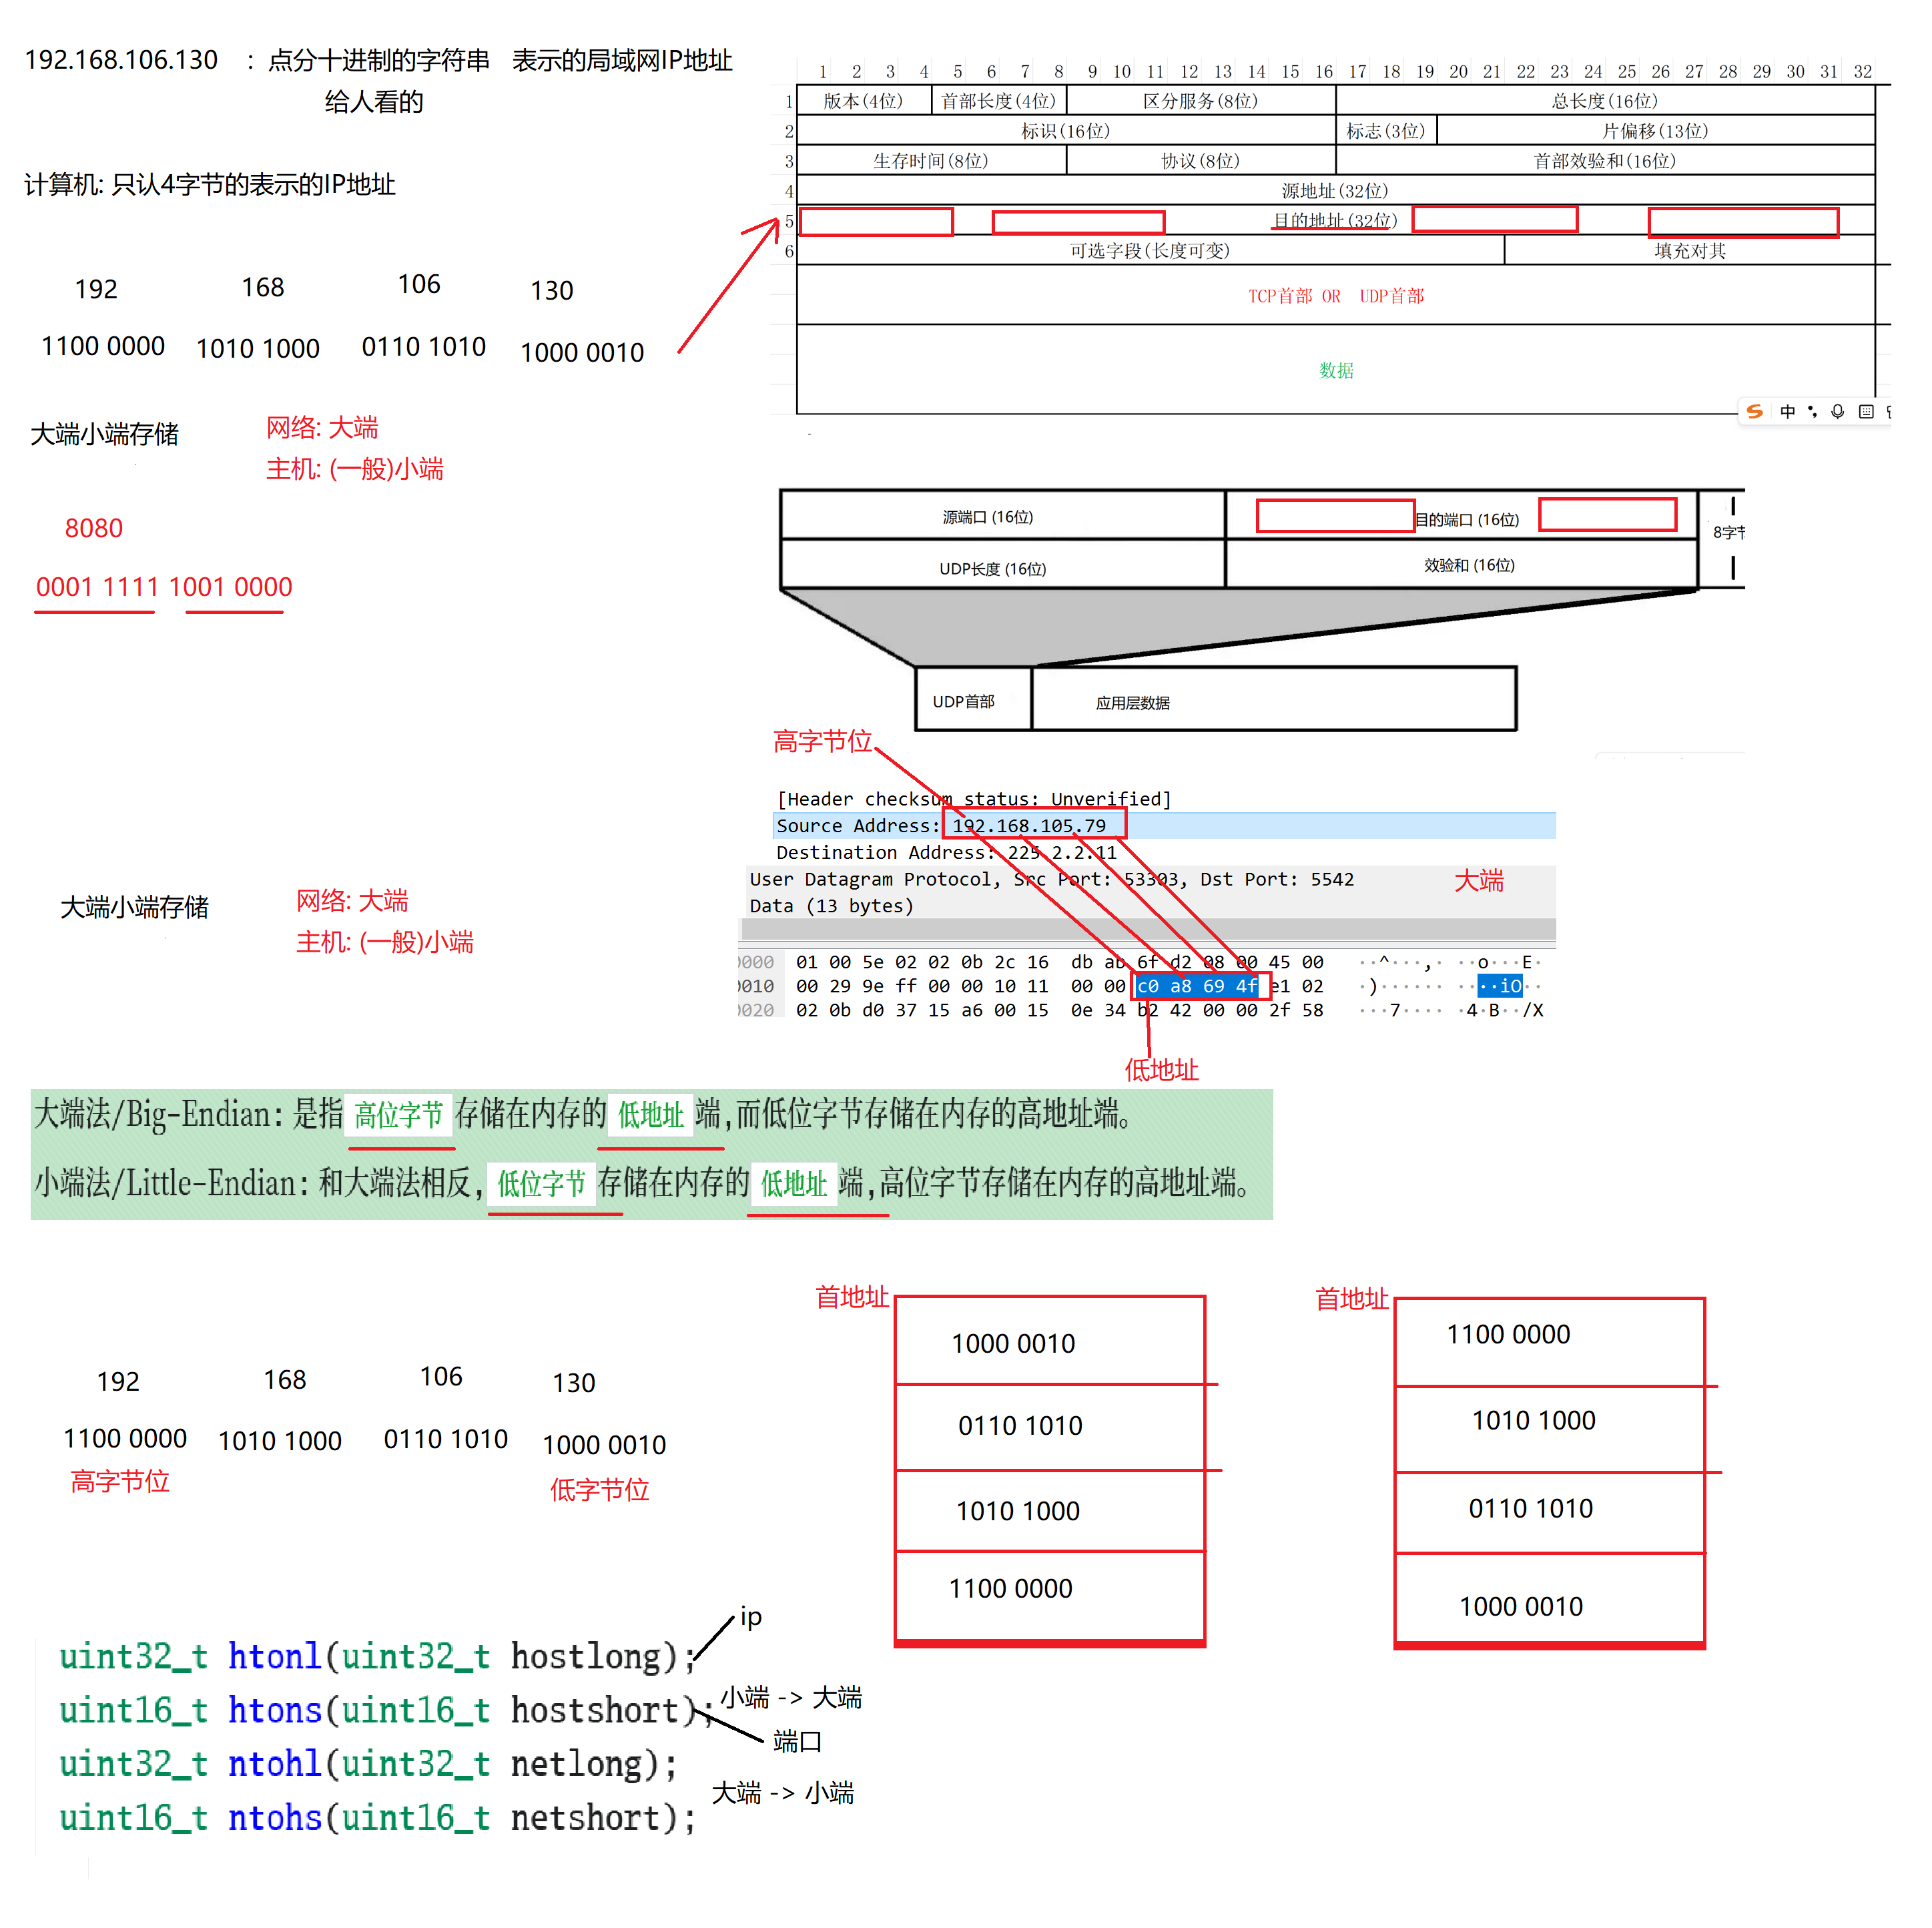 192.168.106.130 : 点分十进制的字符串 表示的局域网IP地址
给人看的
计算机: 只认4字节的表示的IP地址
192 168 106 130
1100 0000 1010 1000 0110 1010 1000 0010
大端小端存储
网络: 大端
主机: (一般)小端
8080
0001 1111 1001 0000
1 2 3 4 5 6 7 8 9 10 11 12 13 14 15 16 17 18 19 20 21 22 23 24 25 26 27 28 29 30 31 32
1 版本(4位) 首部长度(4位) 区分服务(8位) 总长度(16位)
2 标识(16位) 标志(3位) 片偏移(13位)
3 生存时间(8位) 协议(8位) 首部效验和(16位)
4 源地址(32位)
5 目的地址(32位)
6 可选字段(长度可变) 填充对其
TCP首部 OR UDP首部
数据
中
源端口 (16位) 目的端口 (16位)
8字节
UDP长度 (16位) 效验和 (16位)
UDP首部 应用层数据
高字节位
[Header checksum status: Unverified]
Source Address: 192.168.105.79
Destination Address: 225.2.2.11
User Datagram Protocol, Src Port: 53303, Dst Port: 5542
大端
Data (13 bytes)
0000 01 00 5e 02 02 0b 2c 16 db ab 6f d2 08 00 45 00 ··^···,· ··o···E·
0010 00 29 9e ff 00 00 10 11 00 00 c0 a8 69 4f e1 02 ·)······ ····iO··
0020 02 0b d0 37 15 a6 00 15 0e 34 b2 42 00 00 2f 58 ···7···· ·4·B··/X
低地址
大端小端存储
网络: 大端
主机: (一般)小端
大端法/Big-Endian: 是指 高位字节 存储在内存的 低地址 端,而低位字节存储在内存的高地址端。
小端法/Little-Endian: 和大端法相反, 低位字节 存储在内存的 低地址 端,高位字节存储在内存的高地址端。
192 168 106 130
1100 0000 1010 1000 0110 1010 1000 0010
高字节位 低字节位
首地址
1000 0010
0110 1010
1010 1000
1100 0000
首地址
1100 0000
1010 1000
0110 1010
1000 0010
ip
uint32_t htonl(uint32_t hostlong);
uint16_t htons(uint16_t hostshort);
小端 -> 大端
端口
uint32_t ntohl(uint32_t netlong);
大端 -> 小端
uint16_t ntohs(uint16_t netshort);